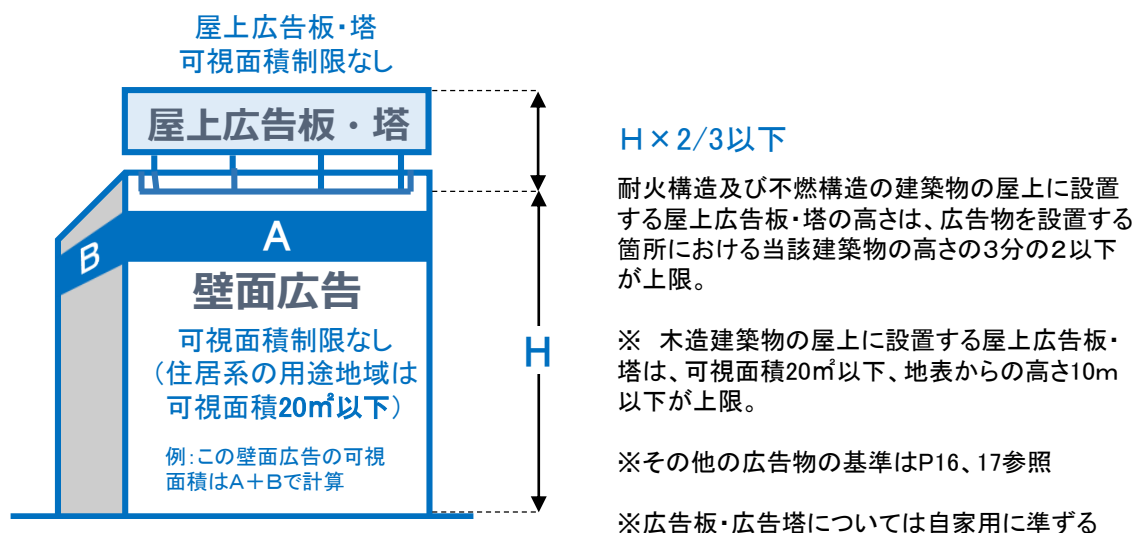 屋上広告板・塔
可視面積制限なし
屋上広告板・塔
A
B
壁面広告
可視面積制限なし
（住居系の用途地域は
可視面積20㎡以下）
例：この壁面広告の可視
面積はA＋Bで計算
H
H×2/3以下
耐火構造及び不燃構造の建築物の屋上に設置
する屋上広告板・塔の高さは、広告物を設置する
箇所における当該建築物の高さの３分の２以下
が上限。
※　木造建築物の屋上に設置する屋上広告板・
塔は、可視面積20㎡以下、地表からの高さ10ｍ
以下が上限。
※その他の広告物の基準はP16、17参照
※広告板・広告塔については自家用に準ずる